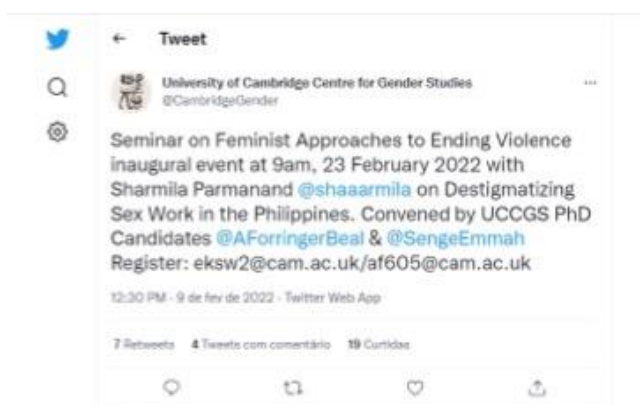 ← Tweet
University of Cambridge Centre for Gender Studies
@CambridgeGender
Seminar on Feminist Approaches to Ending Violence
inaugural event at 9am, 23 February 2022 with
Sharmila Parmanand @shaaarmila on Destigmatizing
Sex Work in the Philippines. Convened by UCCGS PhD
Candidates @AForringerBeal & @SengeEmmah
Register: eksw2@cam.ac.uk/af605@cam.ac.uk
12:30 PM · 9 de fev de 2022 · Twitter Web App
7 Retweets 4 Tweets com comentário 19 Curtidas